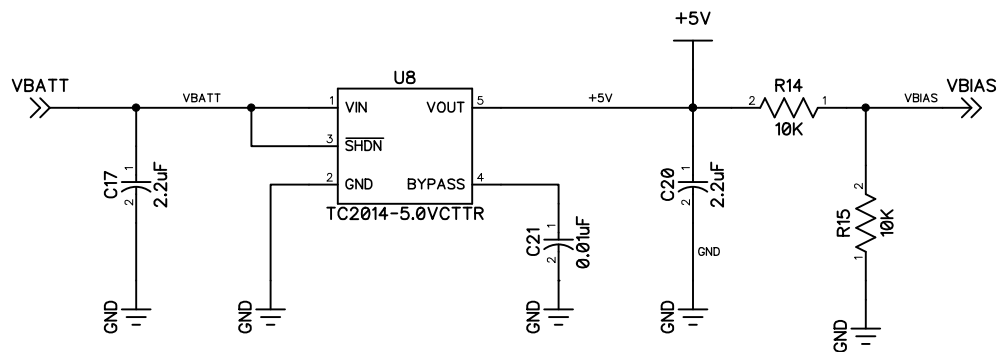 +5V
VBATT
VBATT
U8
1
VIN
VOUT
5
+5V
2
R14
1
10K
VBIAS
VBIAS
3
SHDN
2
GND
BYPASS
4
TC2014-5.0VCTTR
C17
1
2
2.2uF
C21
1
2
0.01uF
C20
1
2
2.2uF
GND
R15
2
1
10K
GND
GND
GND
GND
GND